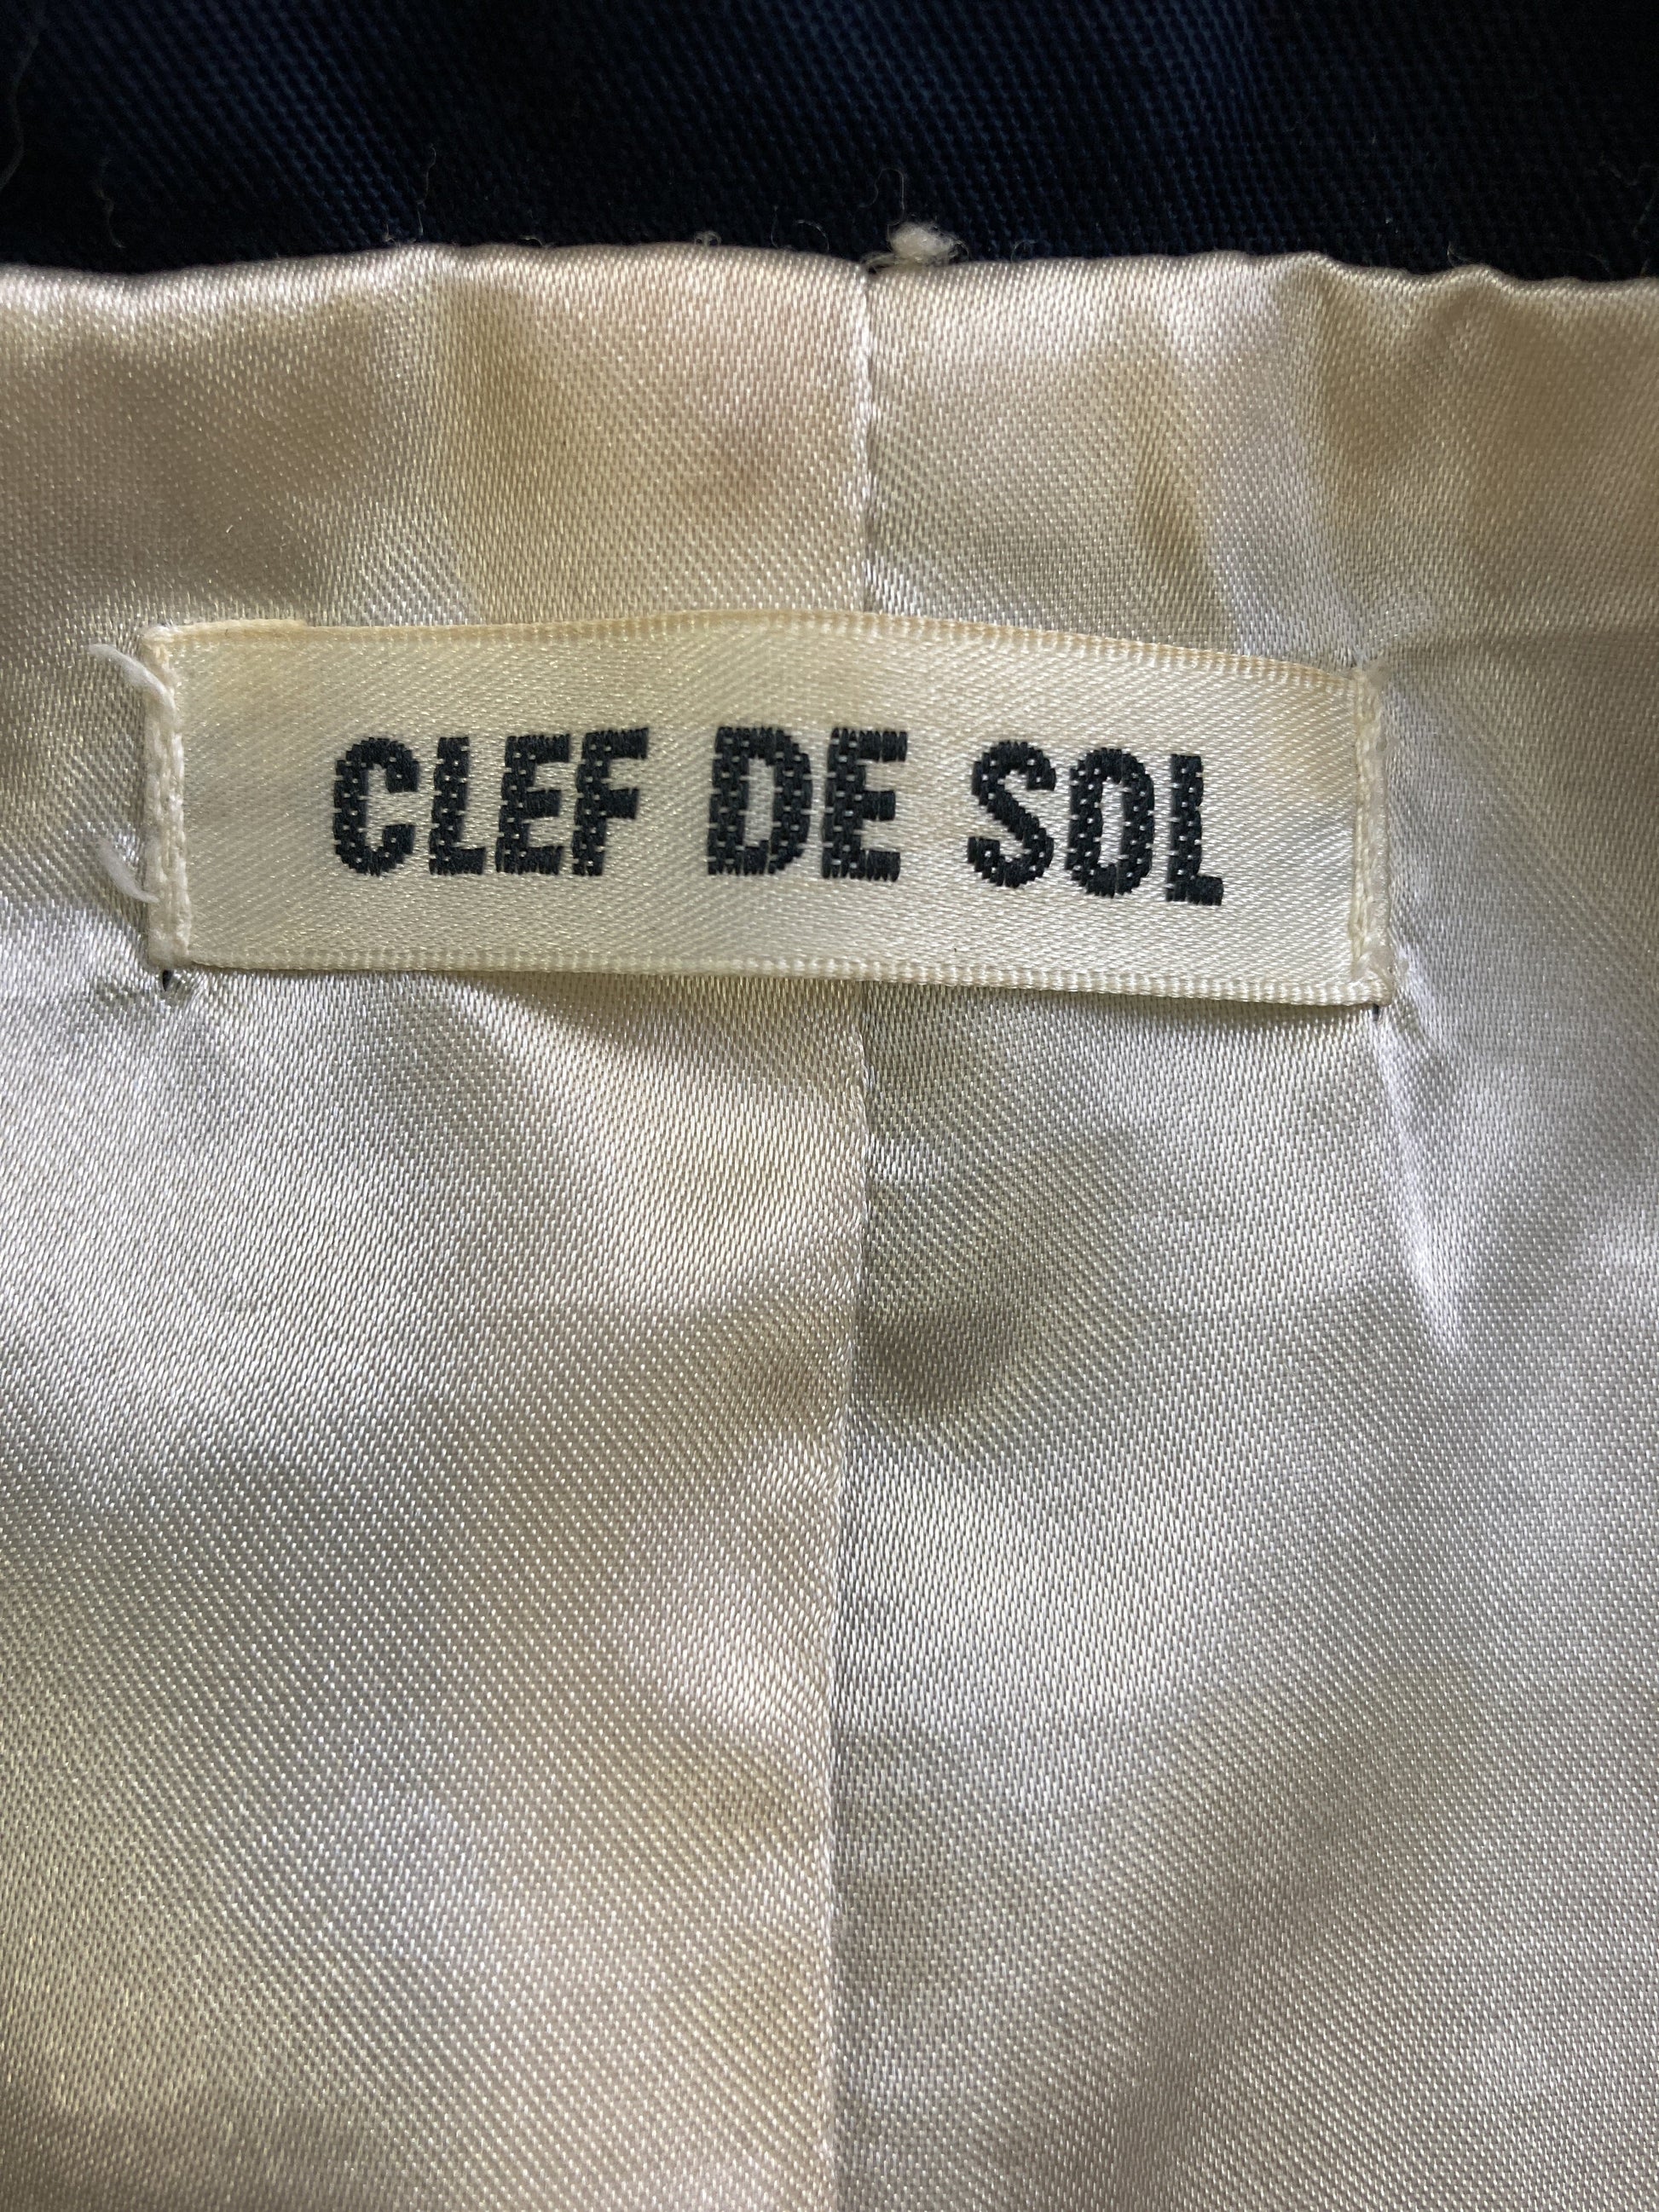 CLEF DE SOL